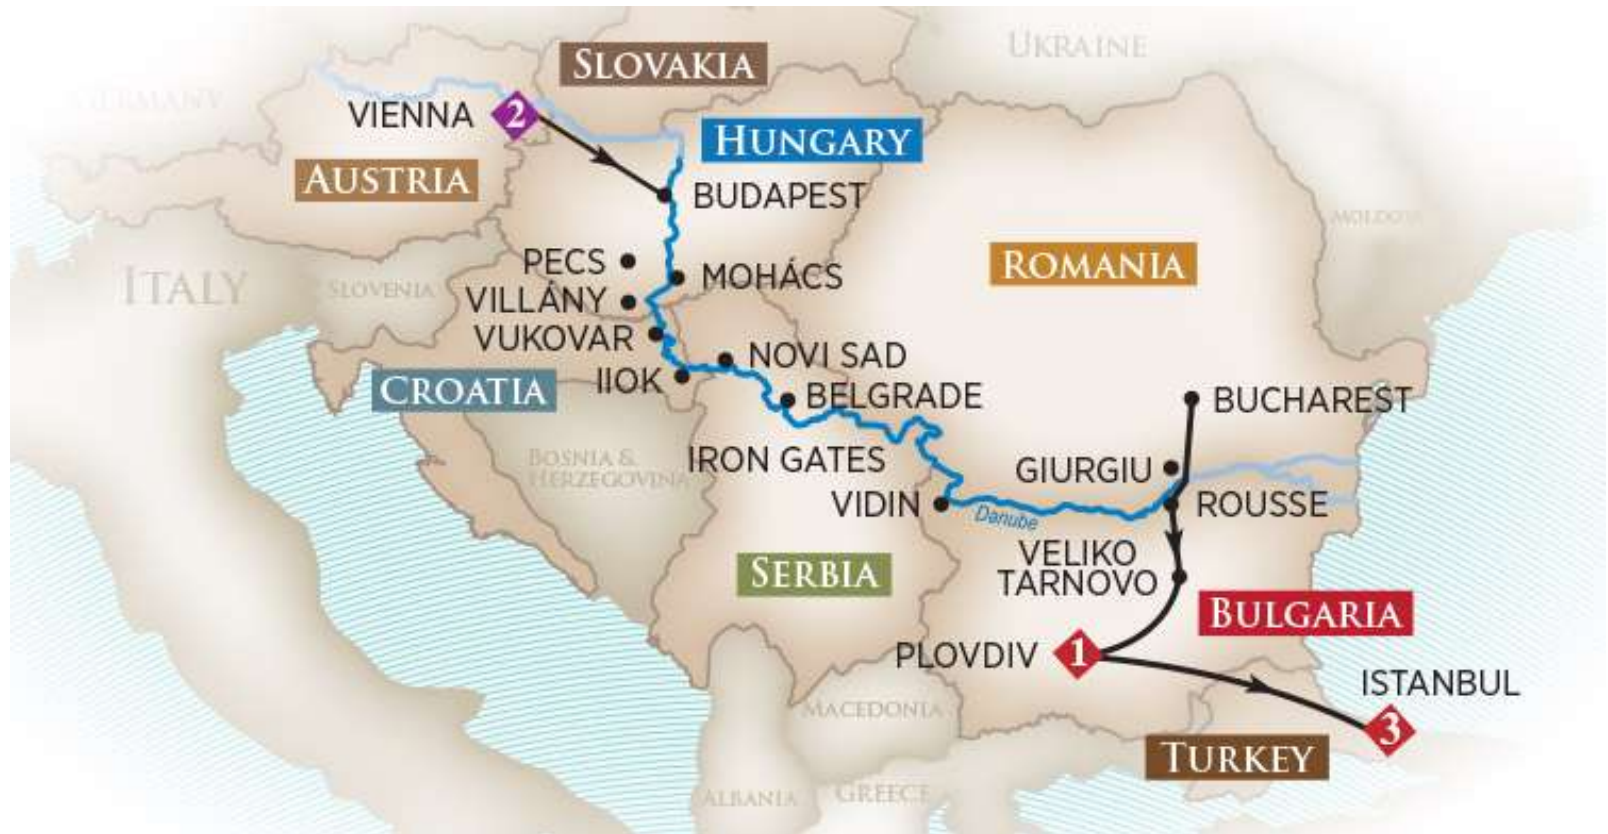 UKRAINE
SLOVAKIA
GERMANY
VIENNA
2
HUNGARY
AUSTRIA
BUDAPEST
MOLDOVA
PECS
MOHÁCS
ROMANIA
ITALY
SLOVENIA
VILLÁNY
VUKOVAR
NOVI SAD
IIOK
CROATIA
BELGRADE
BUCHAREST
BOSNIA &
HERZEGOVINA
IRON GATES
GIURGIU
VIDIN
Danube
ROUSSE
VELIKO
TARNOVO
SERBIA
BULGARIA
PLOVDIV
1
ISTANBUL
MACEDONIA
3
TURKEY
ALBANIA
GREECE